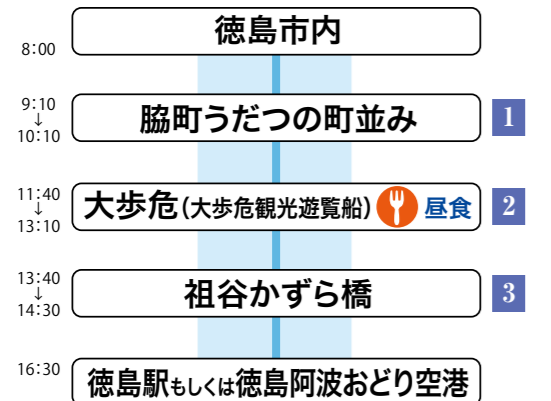 8:00
徳島市内
9:10
↓
10:10
脇町うだつの町並み
1
11:40
↓
13:10
大歩危(大歩危観光遊覧船) 昼食
2
13:40
↓
14:30
祖谷かずら橋
3
16:30
徳島駅もしくは徳島阿波おどり空港